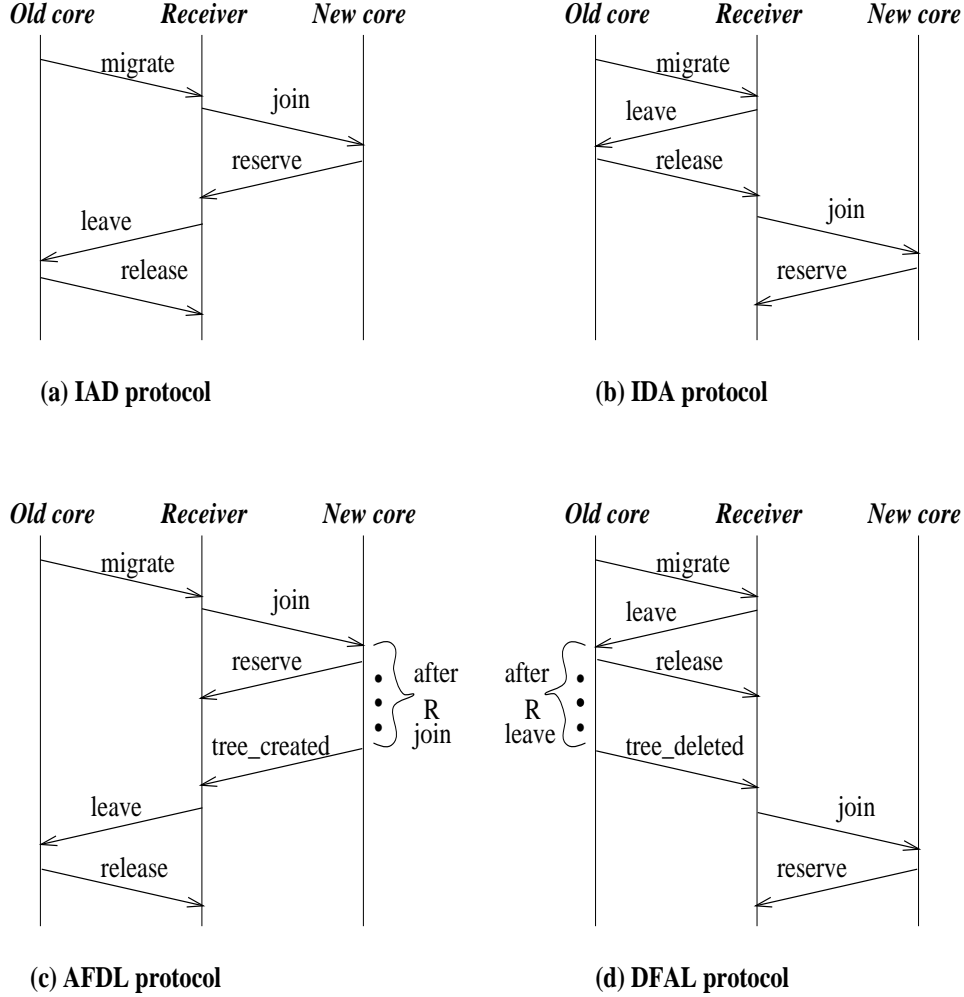 Old core Receiver New core
migrate
join
reserve
leave
release
(a) IAD protocol
Old core Receiver New core
migrate
leave
release
join
reserve
(b) IDA protocol
Old core Receiver New core
migrate
join
reserve
after
R
join
tree_created
leave
release
(c) AFDL protocol
Old core Receiver New core
migrate
leave
after
R
leave
release
tree_deleted
join
reserve
(d) DFAL protocol